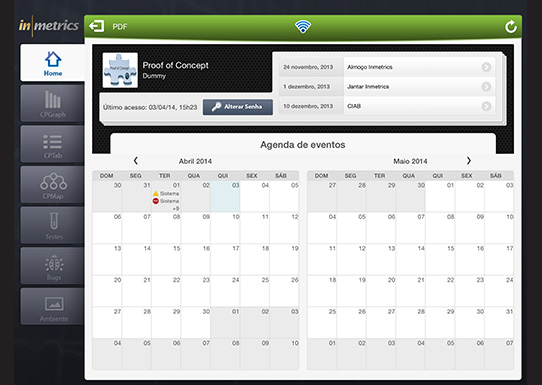 inmetrics
PDF
Home
CPGraph
CPTab
CPMap
Testes
Bugs
Ambiente
Proof of Concept
Proof of Concept
Dummy
Último acesso: 03/04/14, 15h23
Alterar Senha
24 novembro, 2013 Almoço Inmetrics
1 dezembro, 2013 Jantar Inmetrics
10 dezembro, 2013 CIAB
Agenda de eventos
Abril 2014
DOM SEG TER QUA QUI SEX SÁB
30 31 01 02 03 04 05
Sistema
Sistema
+9
06 07 08 09 10 11 12
13 14 15 16 17 18 19
20 21 22 23 24 25 26
27 28 29 30 01 02 03
04 05 06 07 08 09 10
Maio 2014
DOM SEG TER QUA QUI SEX SÁB
27 28 29 30 01 02 03
04 05 06 07 08 09 10
11 12 13 14 15 16 17
18 19 20 21 22 23 24
25 26 27 28 29 30 31
01 02 03 04 05 06 07